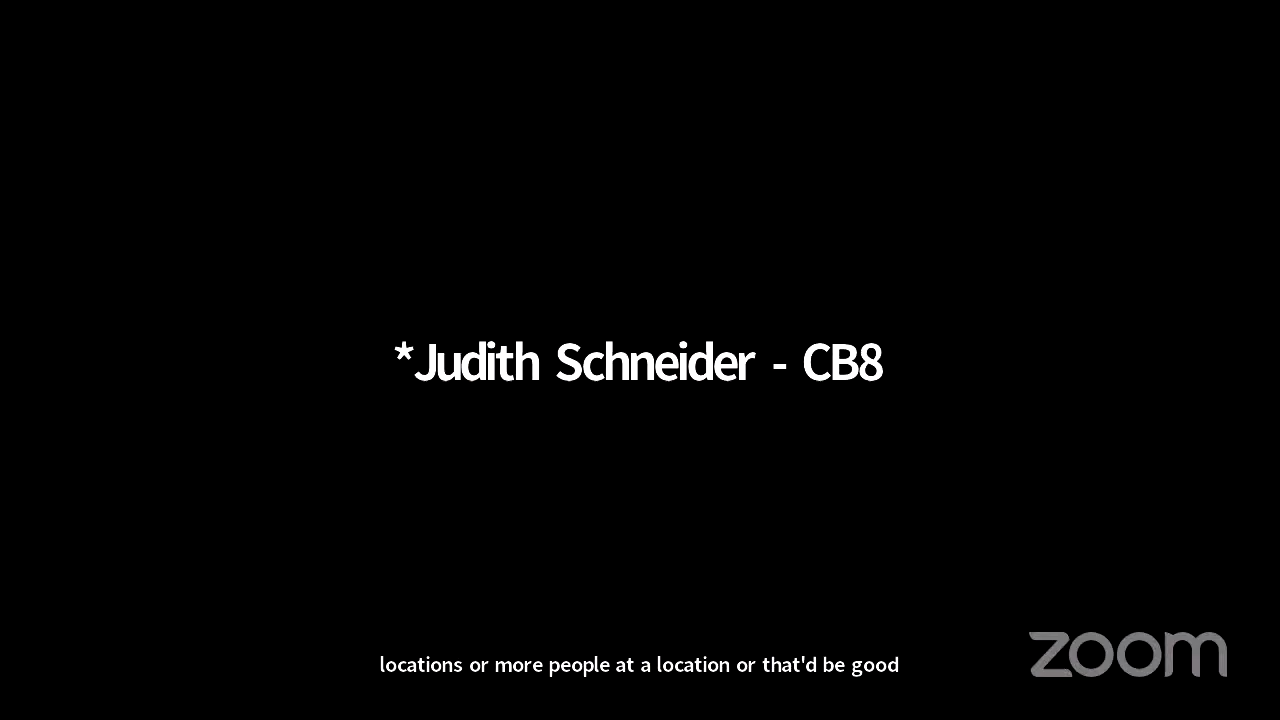 *Judith Schneider - CB8
locations or more people at a location or that'd be good
zoom